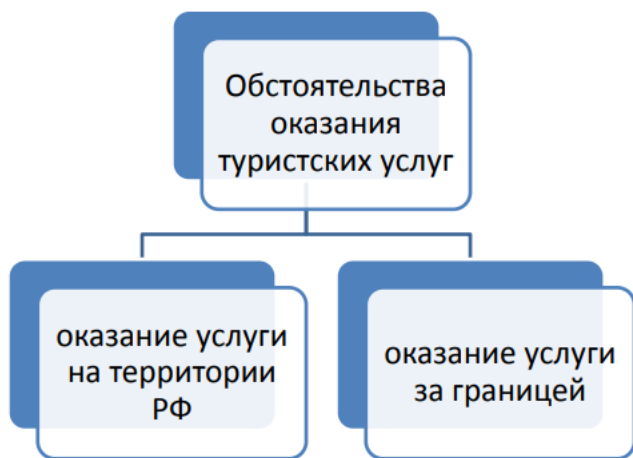 Обстоятельства
оказания
туристских услуг
оказание услуги
на территории
РФ
оказание услуги
за границей